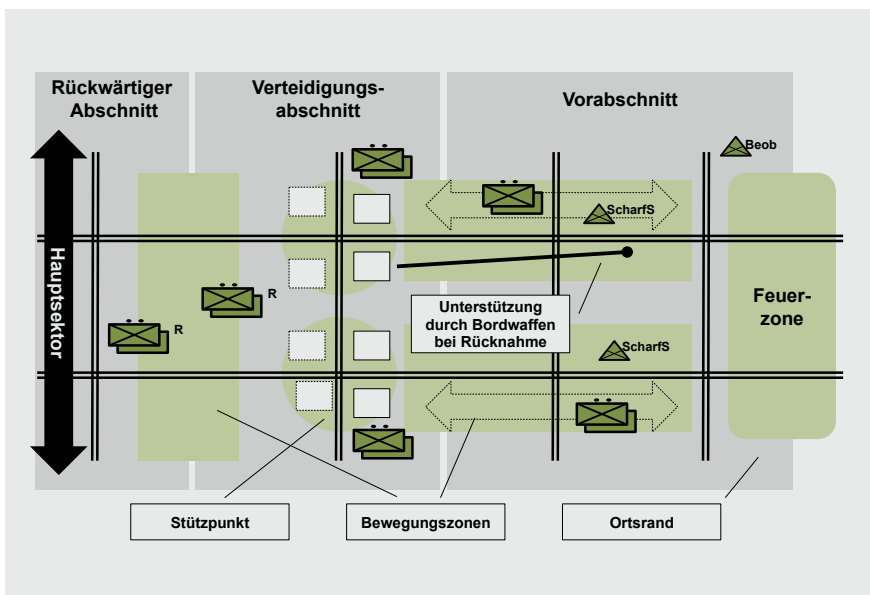 Rückwärtiger
Abschnitt
Verteidigungs-
abschnitt
Vorabschnitt
Beob
ScharfS
Hauptsektor
R
R
Unterstützung
durch Bordwaffen
bei Rücknahme
Feuer-
zone
ScharfS
Stützpunkt
Bewegungszonen
Ortsrand